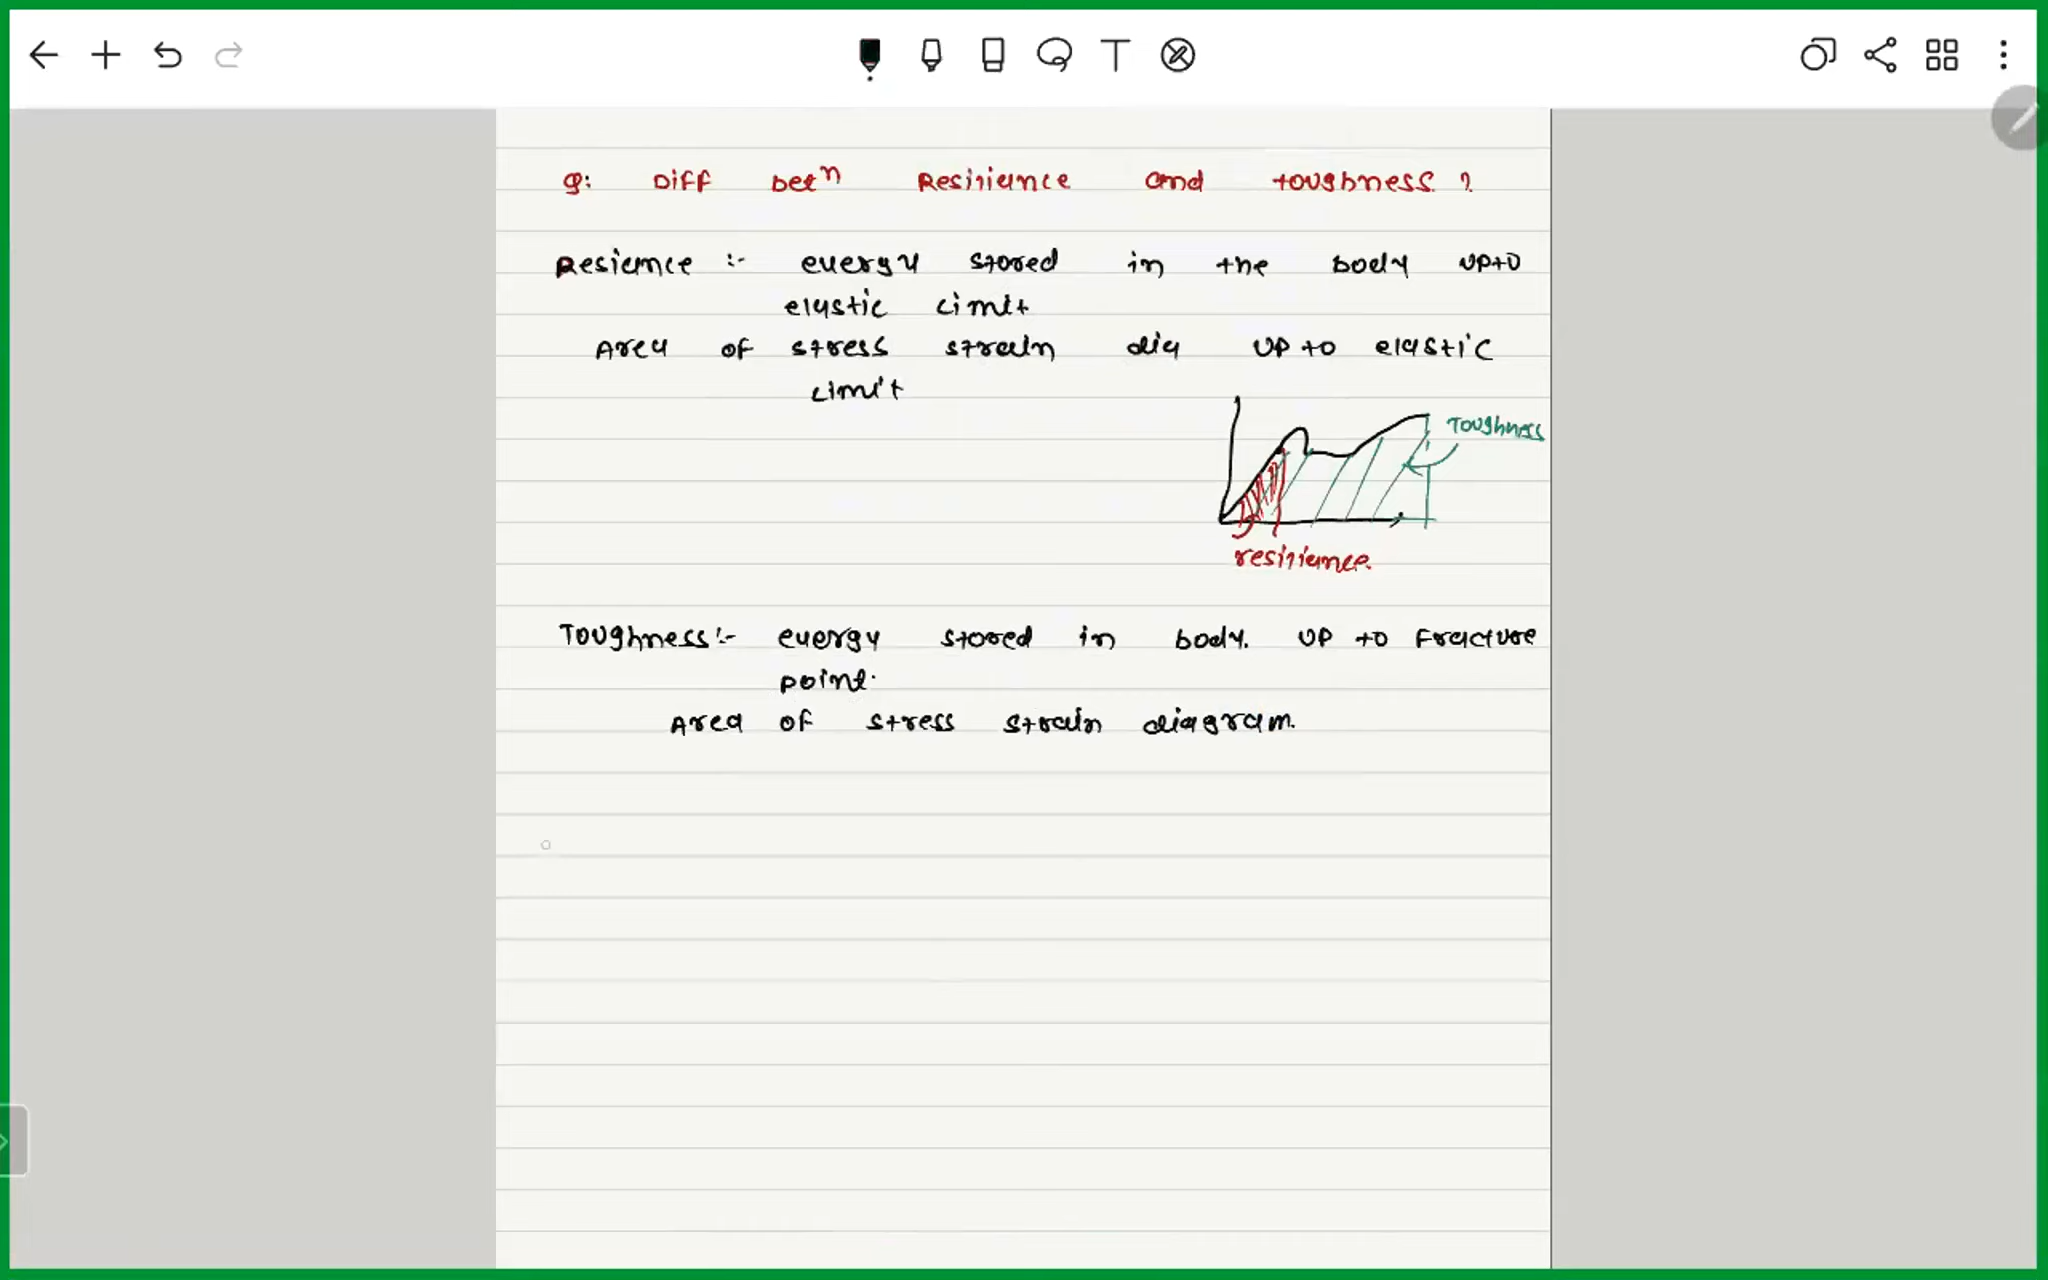 Q: Diff betn Resilience and toughness ?
Resience :- energy stored in the body upto
elastic limit
Area of stress strain dia up to elastic
limit
Toughness
resilience.
Toughness :- energy stored in body. up to Fracture
point.
Area of stress strain diagram.